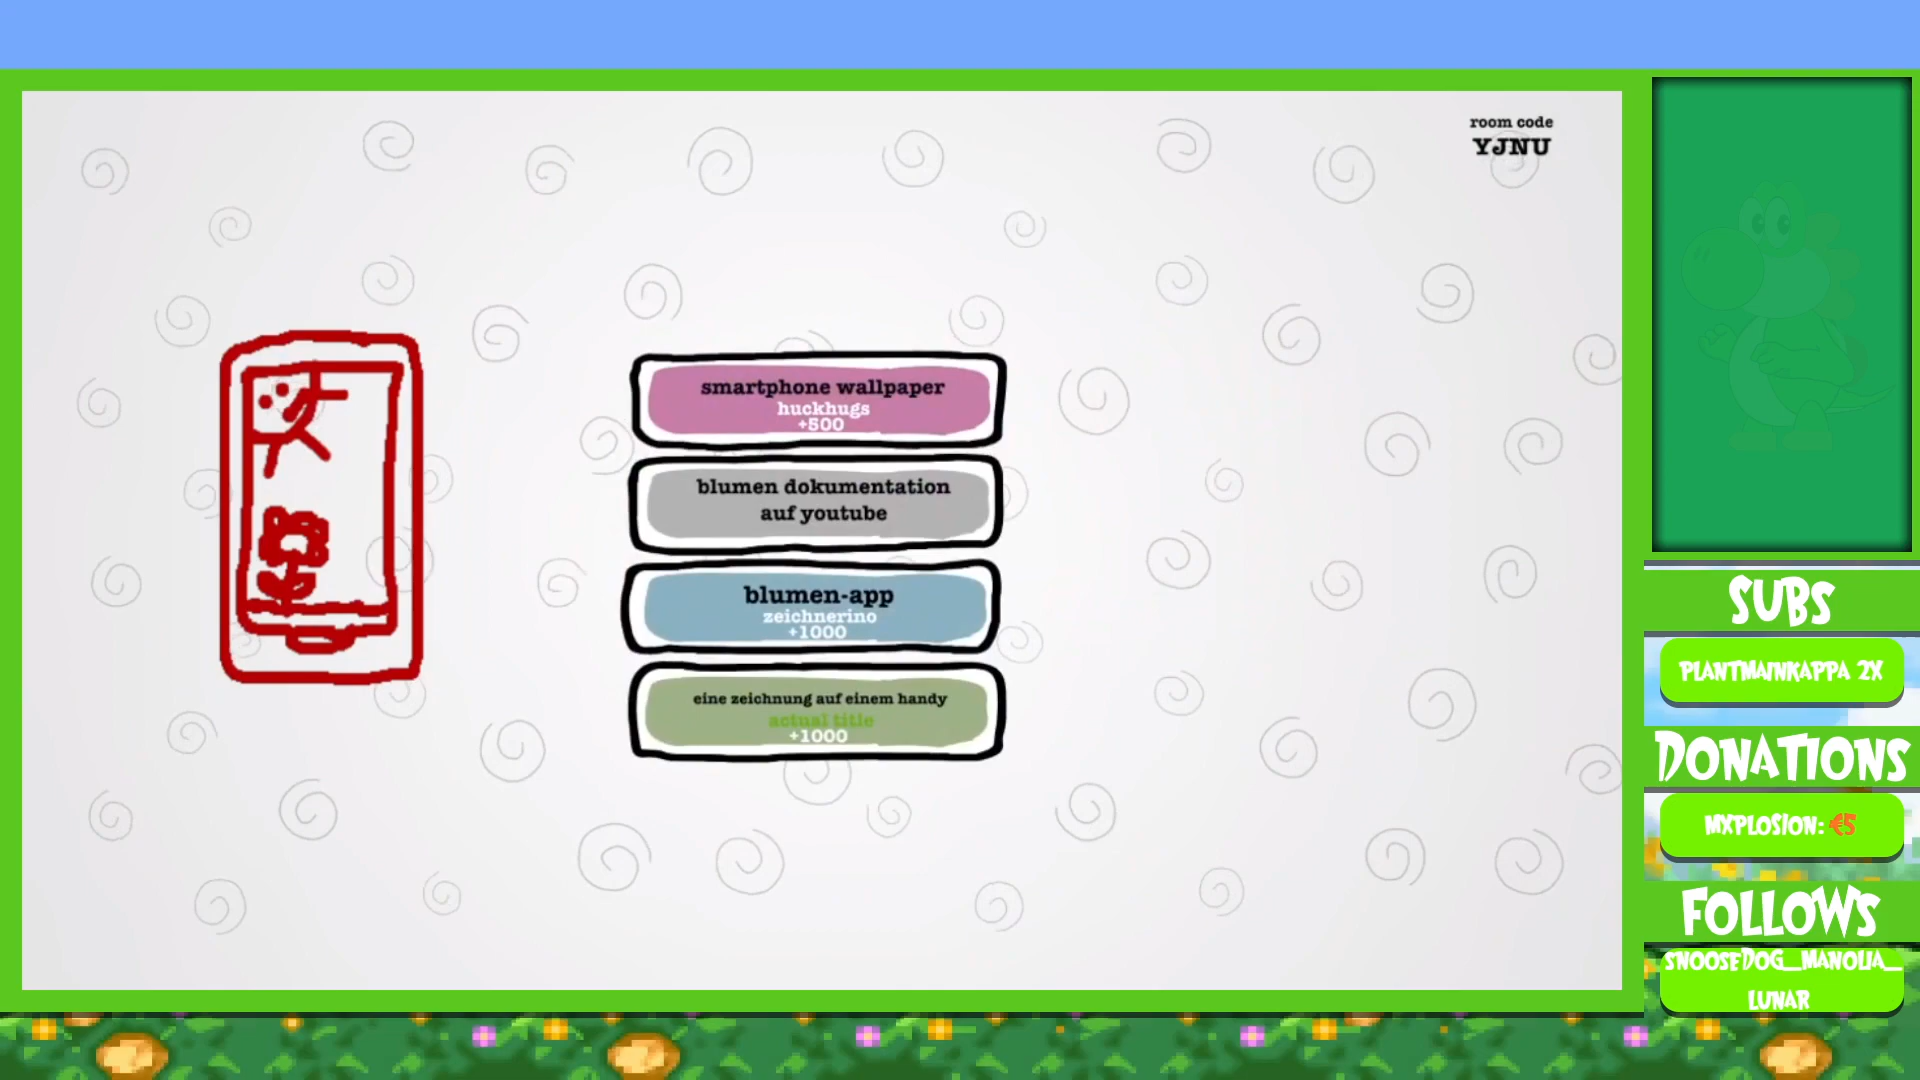 room code
YJNU
smartphone wallpaper
huckhugs
+500
blumen dokumentation
auf youtube
blumen-app
zeichnerino
+1000
eine zeichnung auf einem handy
actual title
+1000
SUBS
PLANTMAINKAPPA 2X
DONATIONS
MXPLOSION: €5
FOLLOWS
SNOOSEDOG_MANOLIA_
LUNAR